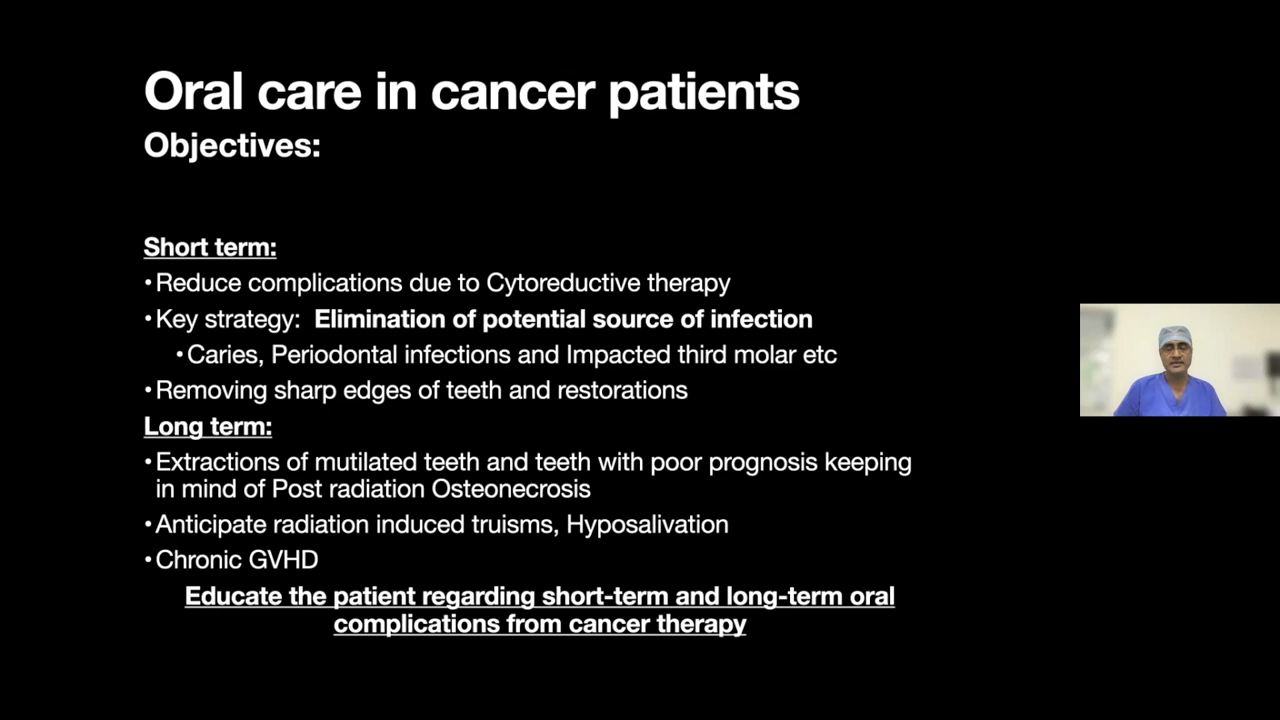 Oral care in cancer patients
Objectives:
Short term:
•Reduce complications due to Cytoreductive therapy
•Key strategy: Elimination of potential source of infection
•Caries, Periodontal infections and Impacted third molar etc
•Removing sharp edges of teeth and restorations
Long term:
•Extractions of mutilated teeth and teeth with poor prognosis keeping
in mind of Post radiation Osteonecrosis
•Anticipate radiation induced truisms, Hyposalivation
•Chronic GVHD
Educate the patient regarding short-term and long-term oral
complications from cancer therapy